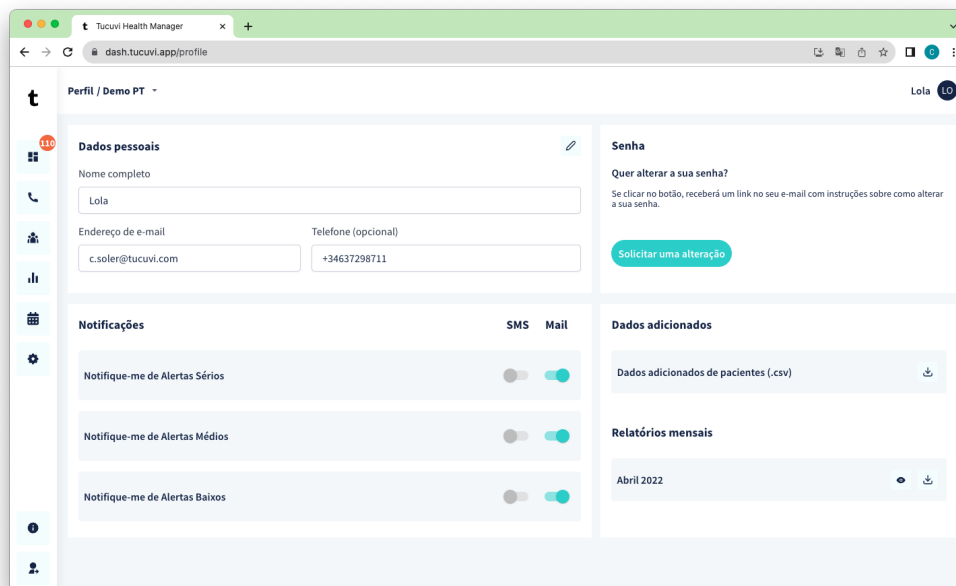 t Tucuvi Health Manager
dash.tucuvi.app/profile
C
t
Perfil / Demo PT
Lola LO
110
Dados pessoais
Nome completo
Lola
Endereço de e-mail Telefone (opcional)
c.soler@tucuvi.com +34637298711
Senha
Quer alterar a sua senha?
Se clicar no botão, receberá um link no seu e-mail com instruções sobre como alterar
a sua senha.
Solicitar uma alteração
Notificações SMS Mail
Notifique-me de Alertas Sérios
Notifique-me de Alertas Médios
Notifique-me de Alertas Baixos
Dados adicionados
Dados adicionados de pacientes (.csv)
Relatórios mensais
Abril 2022